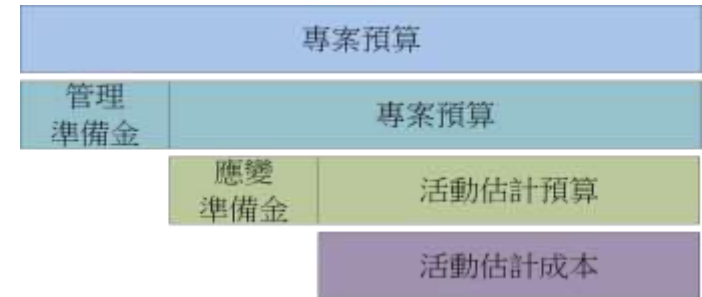 專案預算
管理
準備金
專案預算
應變
準備金
活動估計預算
活動估計成本